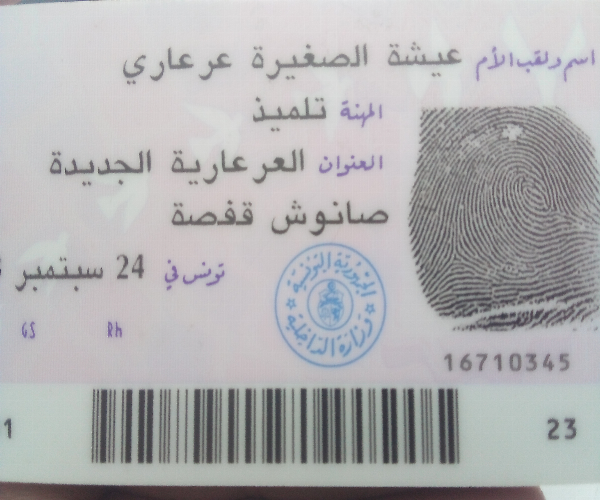 اسم ولقب الأم عيشة الصغيرة عرعاري
المهنة تلميذ
العنوان العرعارية الجديدة
صانوش قفصة
تونس في 24 سبتمبر
الجمهورية التونسية
وزارة الداخلية
GS Rh
16710345
1 23